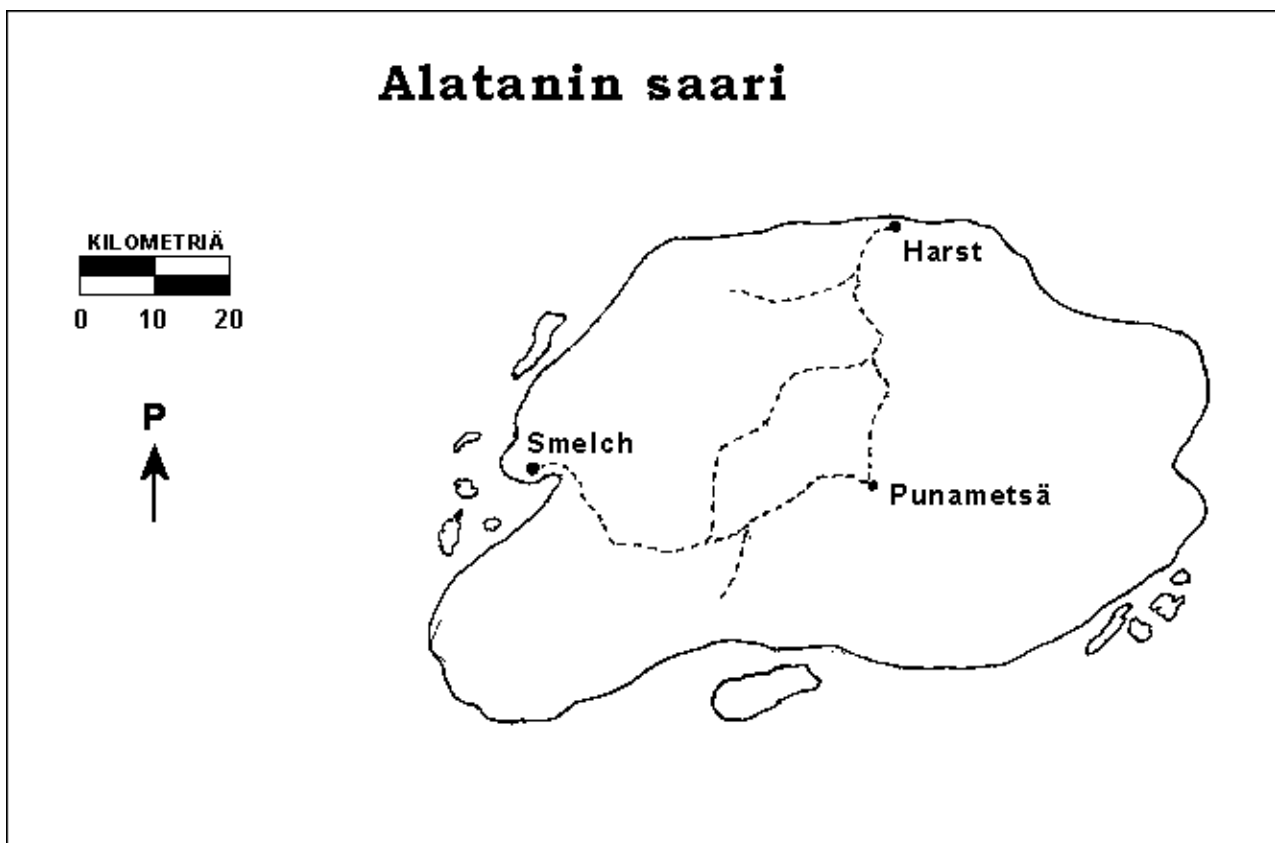 Alatanin saari
KILOMETRIÄ
0 10 20
P
Harst
Smelch
Punametsä